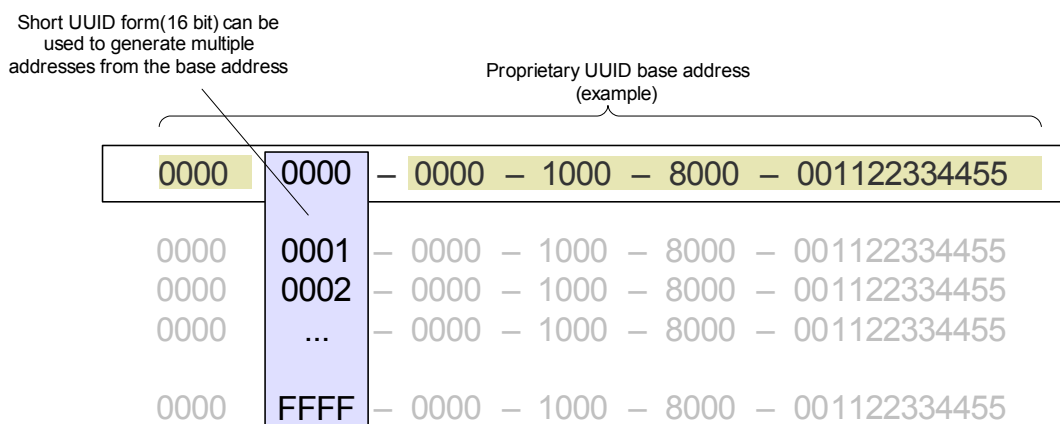 Short UUID form(16 bit) can be
used to generate multiple
addresses from the base address
Proprietary UUID base address
(example)
0000 0000 – 0000 – 1000 – 8000 – 001122334455
0000 0001 – 0000 – 1000 – 8000 – 001122334455
0000 0002 – 0000 – 1000 – 8000 – 001122334455
0000 ... – 0000 – 1000 – 8000 – 001122334455
0000 FFFF – 0000 – 1000 – 8000 – 001122334455